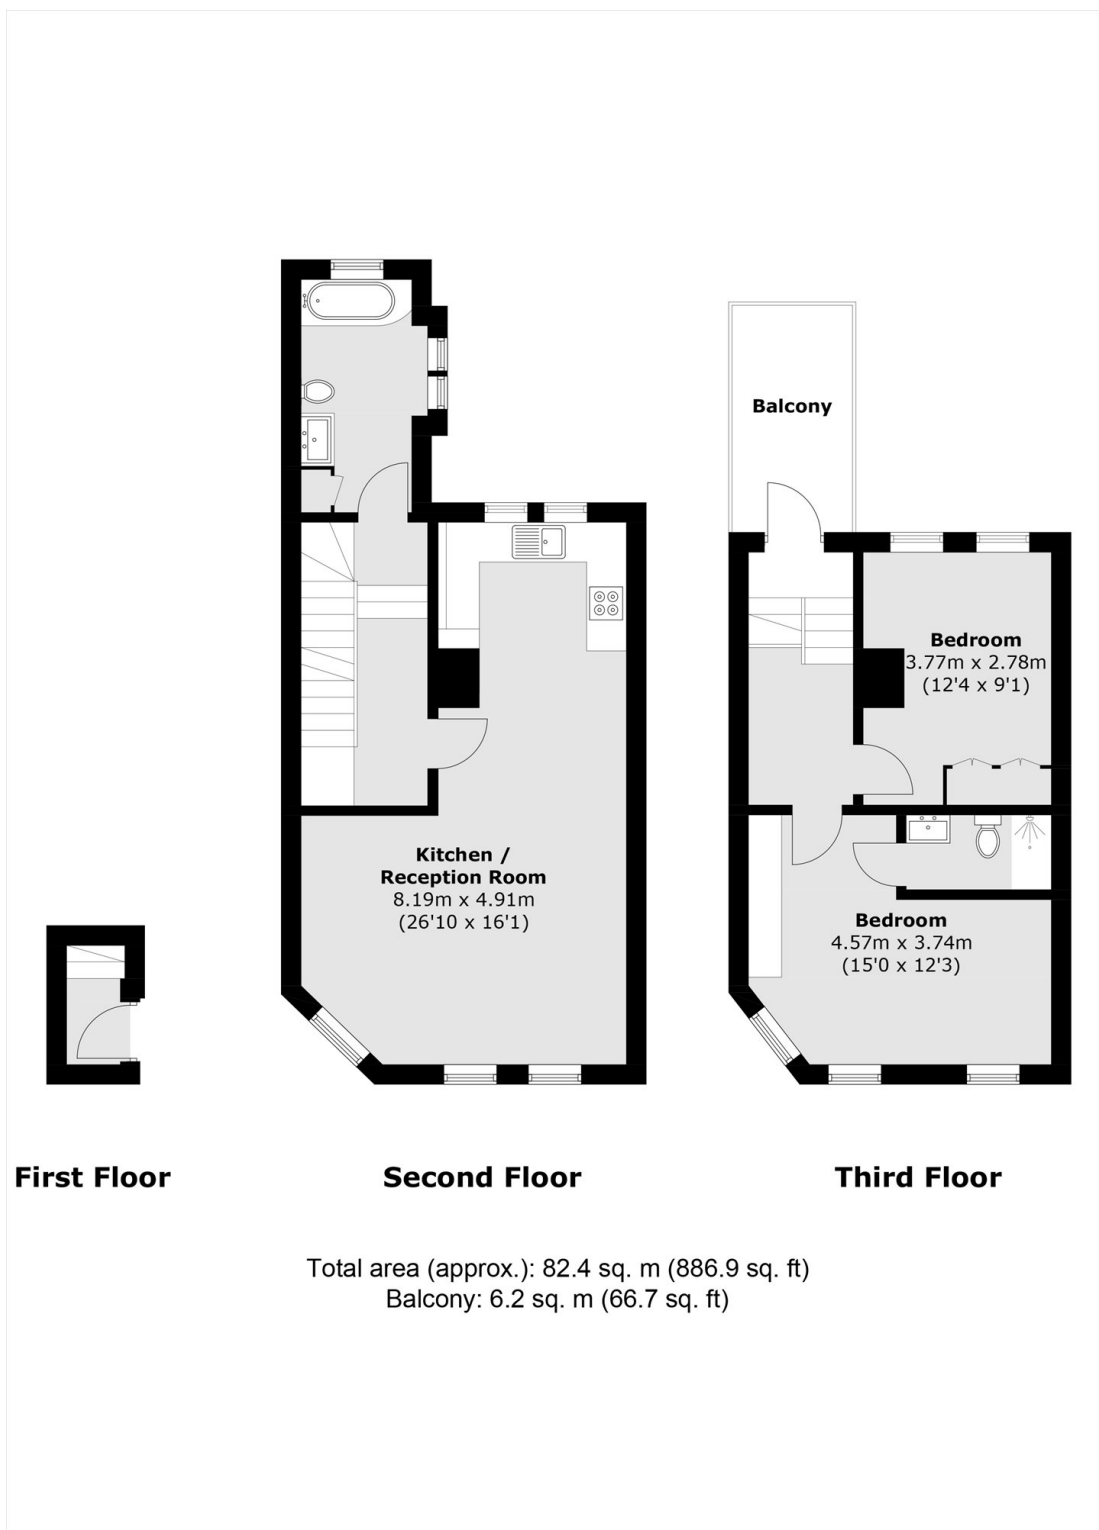 Balcony
Bedroom
3.77m x 2.78m
(12'4 x 9'1)
Kitchen /
Reception Room
8.19m x 4.91m
(26'10 x 16'1)
Bedroom
4.57m x 3.74m
(15'0 x 12'3)
First Floor
Second Floor
Third Floor
Total area (approx.): 82.4 sq. m (886.9 sq. ft)
Balcony: 6.2 sq. m (66.7 sq. ft)